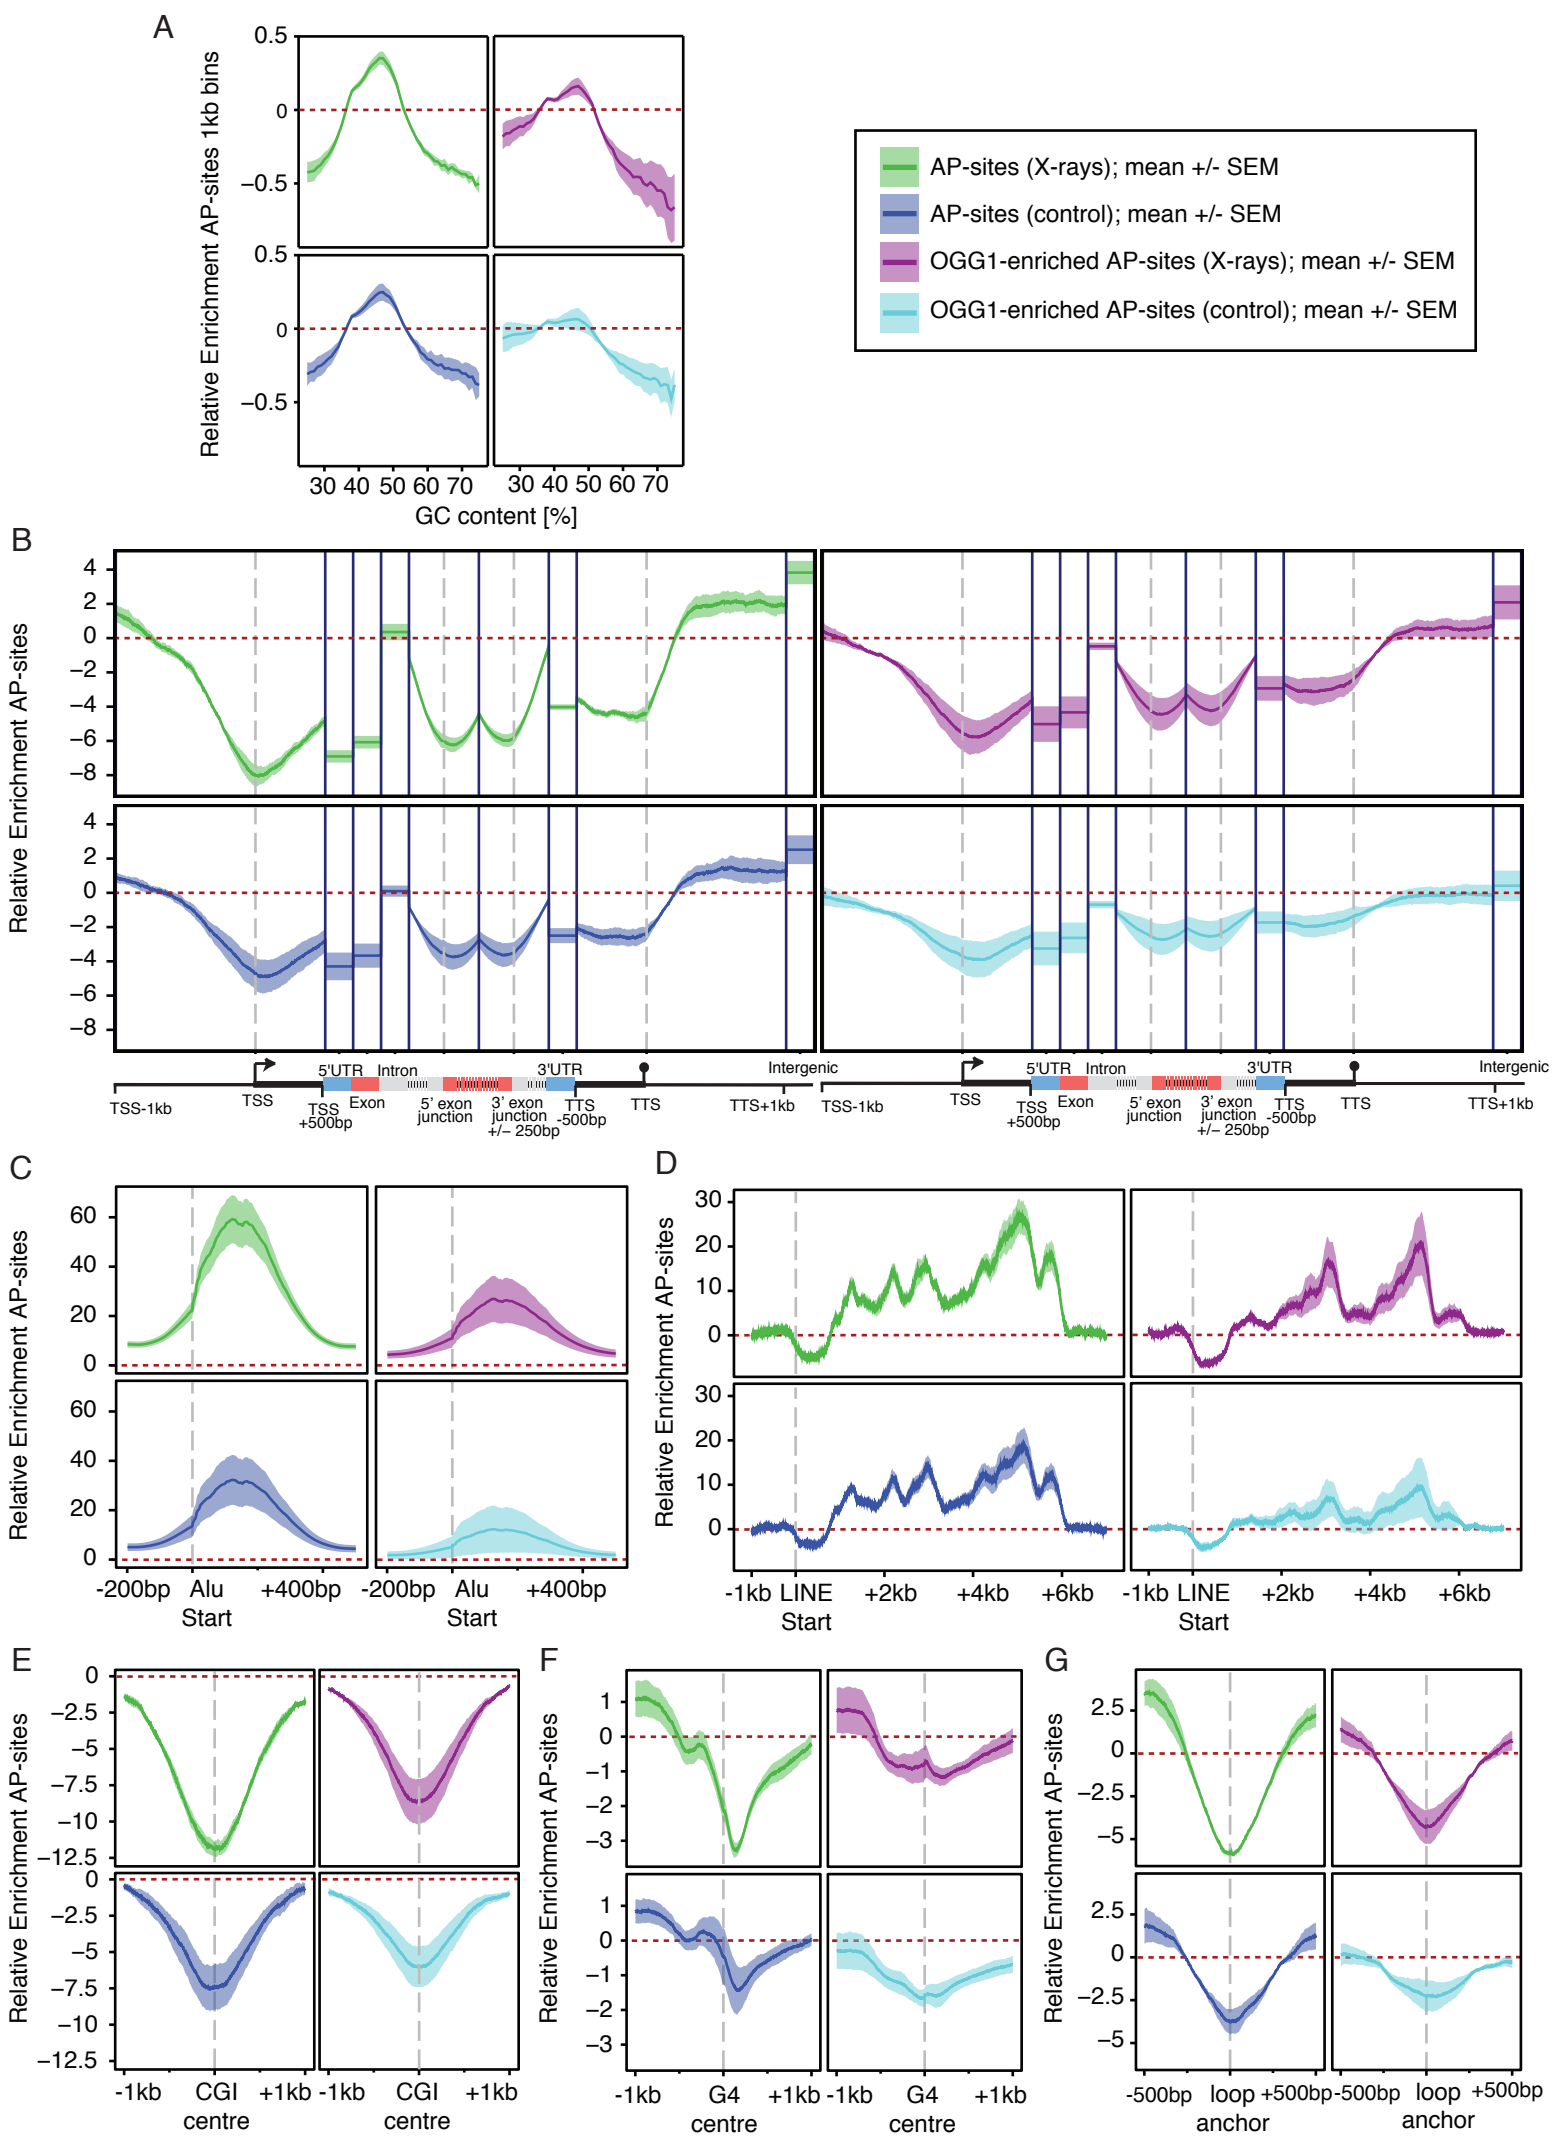 A
Relative Enrichment AP-sites 1kb bins
0.5
0
−0.5
0.5
0
−0.5
30 40 50 60 70
30 40 50 60 70
GC content [%]
AP-sites (X-rays); mean +/- SEM
AP-sites (control); mean +/- SEM
OGG1-enriched AP-sites (X-rays); mean +/- SEM
OGG1-enriched AP-sites (control); mean +/- SEM
B
Relative Enrichment AP-sites
4
2
0
−2
−4
−6
−8
4
2
0
−2
−4
−6
−8
5'UTR Intron 3'UTR Intergenic
TSS-1kb TSS TSS +500bp Exon 5' exon junction 3' exon junction +/− 250bp TTS -500bp TTS TTS+1kb
5'UTR Intron 3'UTR Intergenic
TSS-1kb TSS TSS +500bp Exon 5' exon junction 3' exon junction +/− 250bp TTS -500bp TTS TTS+1kb
C
Relative Enrichment AP-sites
60
40
20
0
Relative Enrichment AP-sites
60
40
20
0
-200bp Alu Start +400bp
-200bp Alu Start +400bp
D
Relative Enrichment AP-sites
30
20
10
0
30
20
10
0
-1kb LINE Start +2kb +4kb +6kb
-1kb LINE Start +2kb +4kb +6kb
E
Relative Enrichment AP-sites
0
−2.5
−5
−7.5
−10
−12.5
0
−2.5
−5
−7.5
−10
−12.5
-1kb CGI centre +1kb
-1kb CGI centre +1kb
F
Relative Enrichment AP-sites
1
0
−1
−2
−3
1
0
−1
−2
−3
-1kb G4 centre +1kb
-1kb G4 centre +1kb
G
Relative Enrichment AP-sites
2.5
0
−2.5
−5
2.5
0
−2.5
−5
-500bp loop anchor +500bp
-500bp loop anchor +500bp